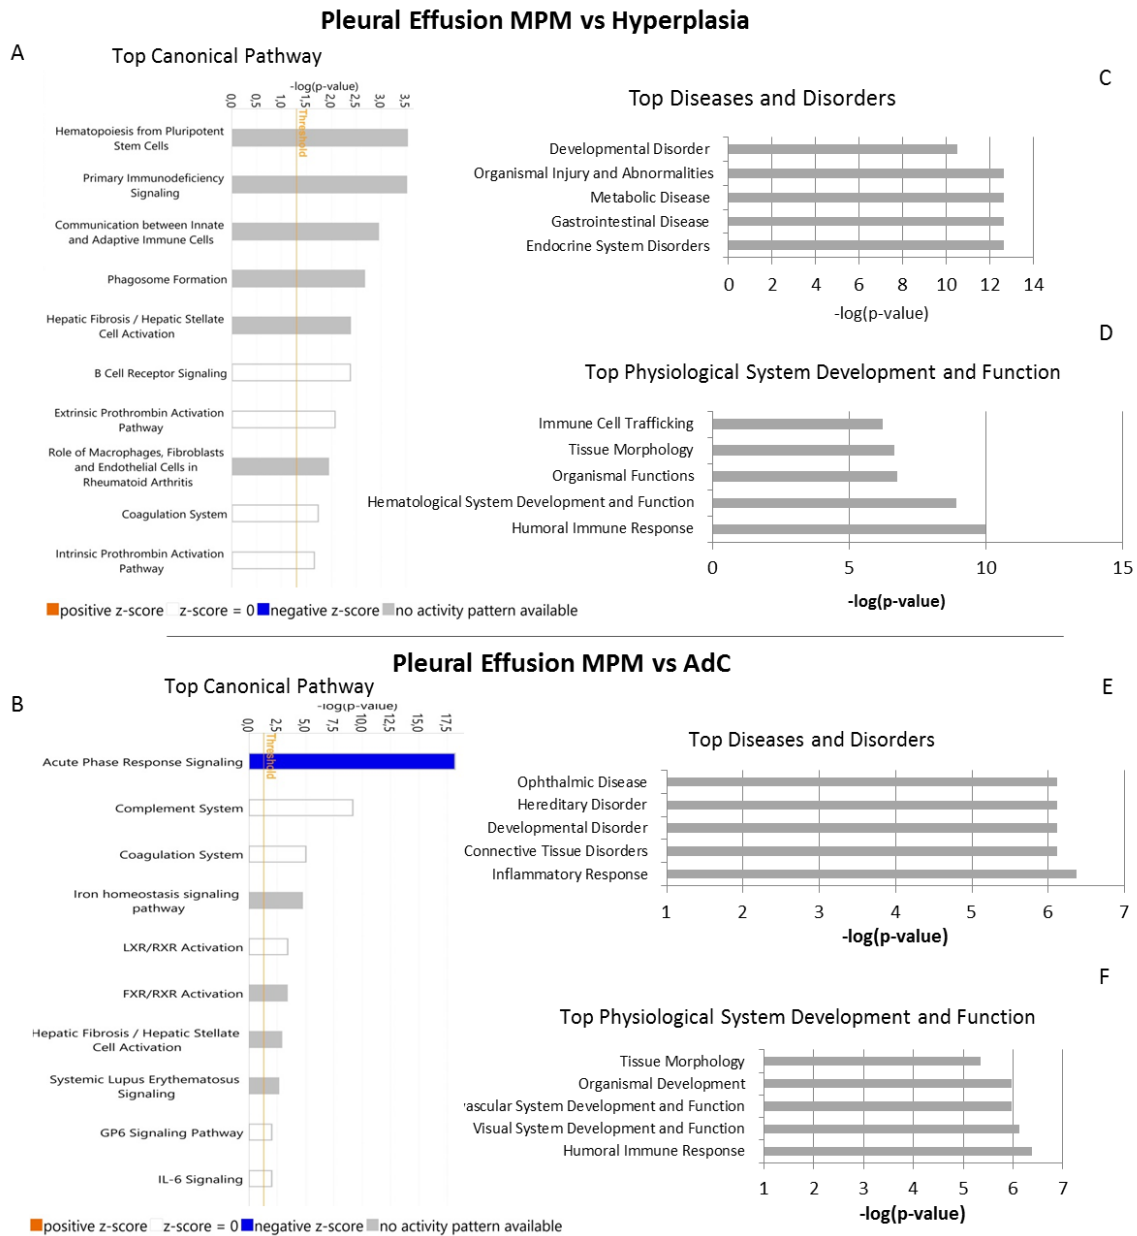 Pleural Effusion MPM vs Hyperplasia
A
Top Canonical Pathway
-log(p-value)
0,0 0,5 1,0 1,5 2,0 2,5 3,0 3,5
Threshold
Hematopoiesis from Pluripotent
Stem Cells
Primary Immunodeficiency
Signaling
Communication between Innate
and Adaptive Immune Cells
Phagosome Formation
Hepatic Fibrosis / Hepatic Stellate
Cell Activation
B Cell Receptor Signaling
Extrinsic Prothrombin Activation
Pathway
Role of Macrophages, Fibroblasts
and Endothelial Cells in
Rheumatoid Arthritis
Coagulation System
Intrinsic Prothrombin Activation
Pathway
positive z-score z-score = 0 negative z-score no activity pattern available
C
Top Diseases and Disorders
Developmental Disorder
Organismal Injury and Abnormalities
Metabolic Disease
Gastrointestinal Disease
Endocrine System Disorders
0 2 4 6 8 10 12 14
-log(p-value)
D
Top Physiological System Development and Function
Immune Cell Trafficking
Tissue Morphology
Organismal Functions
Hematological System Development and Function
Humoral Immune Response
0 5 10 15
-log(p-value)
Pleural Effusion MPM vs AdC
B
Top Canonical Pathway
-log(p-value)
0,0 2,5 5,0 7,5 10,0 12,5 15,0 17,5
Threshold
Acute Phase Response Signaling
Complement System
Coagulation System
Iron homeostasis signaling
pathway
LXR/RXR Activation
FXR/RXR Activation
Hepatic Fibrosis / Hepatic Stellate
Cell Activation
Systemic Lupus Erythematosus
Signaling
GP6 Signaling Pathway
IL-6 Signaling
positive z-score z-score = 0 negative z-score no activity pattern available
E
Top Diseases and Disorders
Ophthalmic Disease
Hereditary Disorder
Developmental Disorder
Connective Tissue Disorders
Inflammatory Response
1 2 3 4 5 6 7
-log(p-value)
F
Top Physiological System Development and Function
Tissue Morphology
Organismal Development
vascular System Development and Function
Visual System Development and Function
Humoral Immune Response
1 2 3 4 5 6 7
-log(p-value)